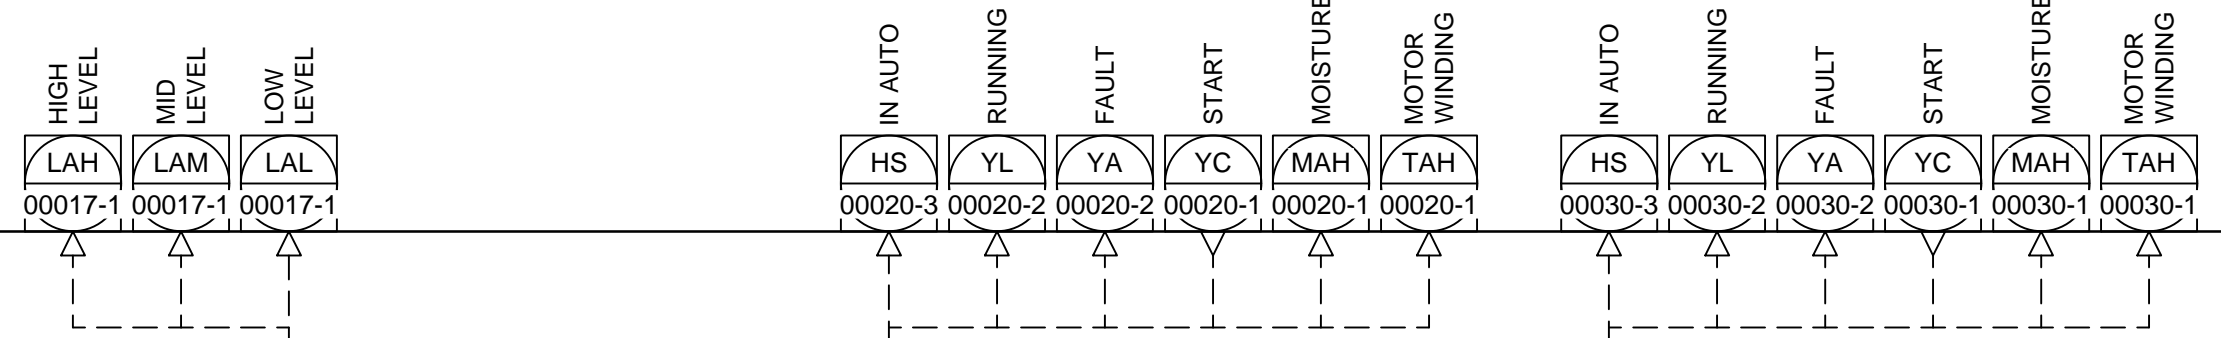 HIGH
LEVEL
MID
LEVEL
LOW
LEVEL
IN AUTO
RUNNING
FAULT
START
MOISTURE
MOTOR
WINDING
IN AUTO
RUNNING
FAULT
START
MOISTURE
MOTOR
WINDING
LAH
LAM
LAL
HS
YL
YA
YC
MAH
TAH
HS
YL
YA
YC
MAH
TAH
00017-1
00017-1
00017-1
00020-3
00020-2
00020-2
00020-1
00020-1
00020-1
00030-3
00030-2
00030-2
00030-1
00030-1
00030-1